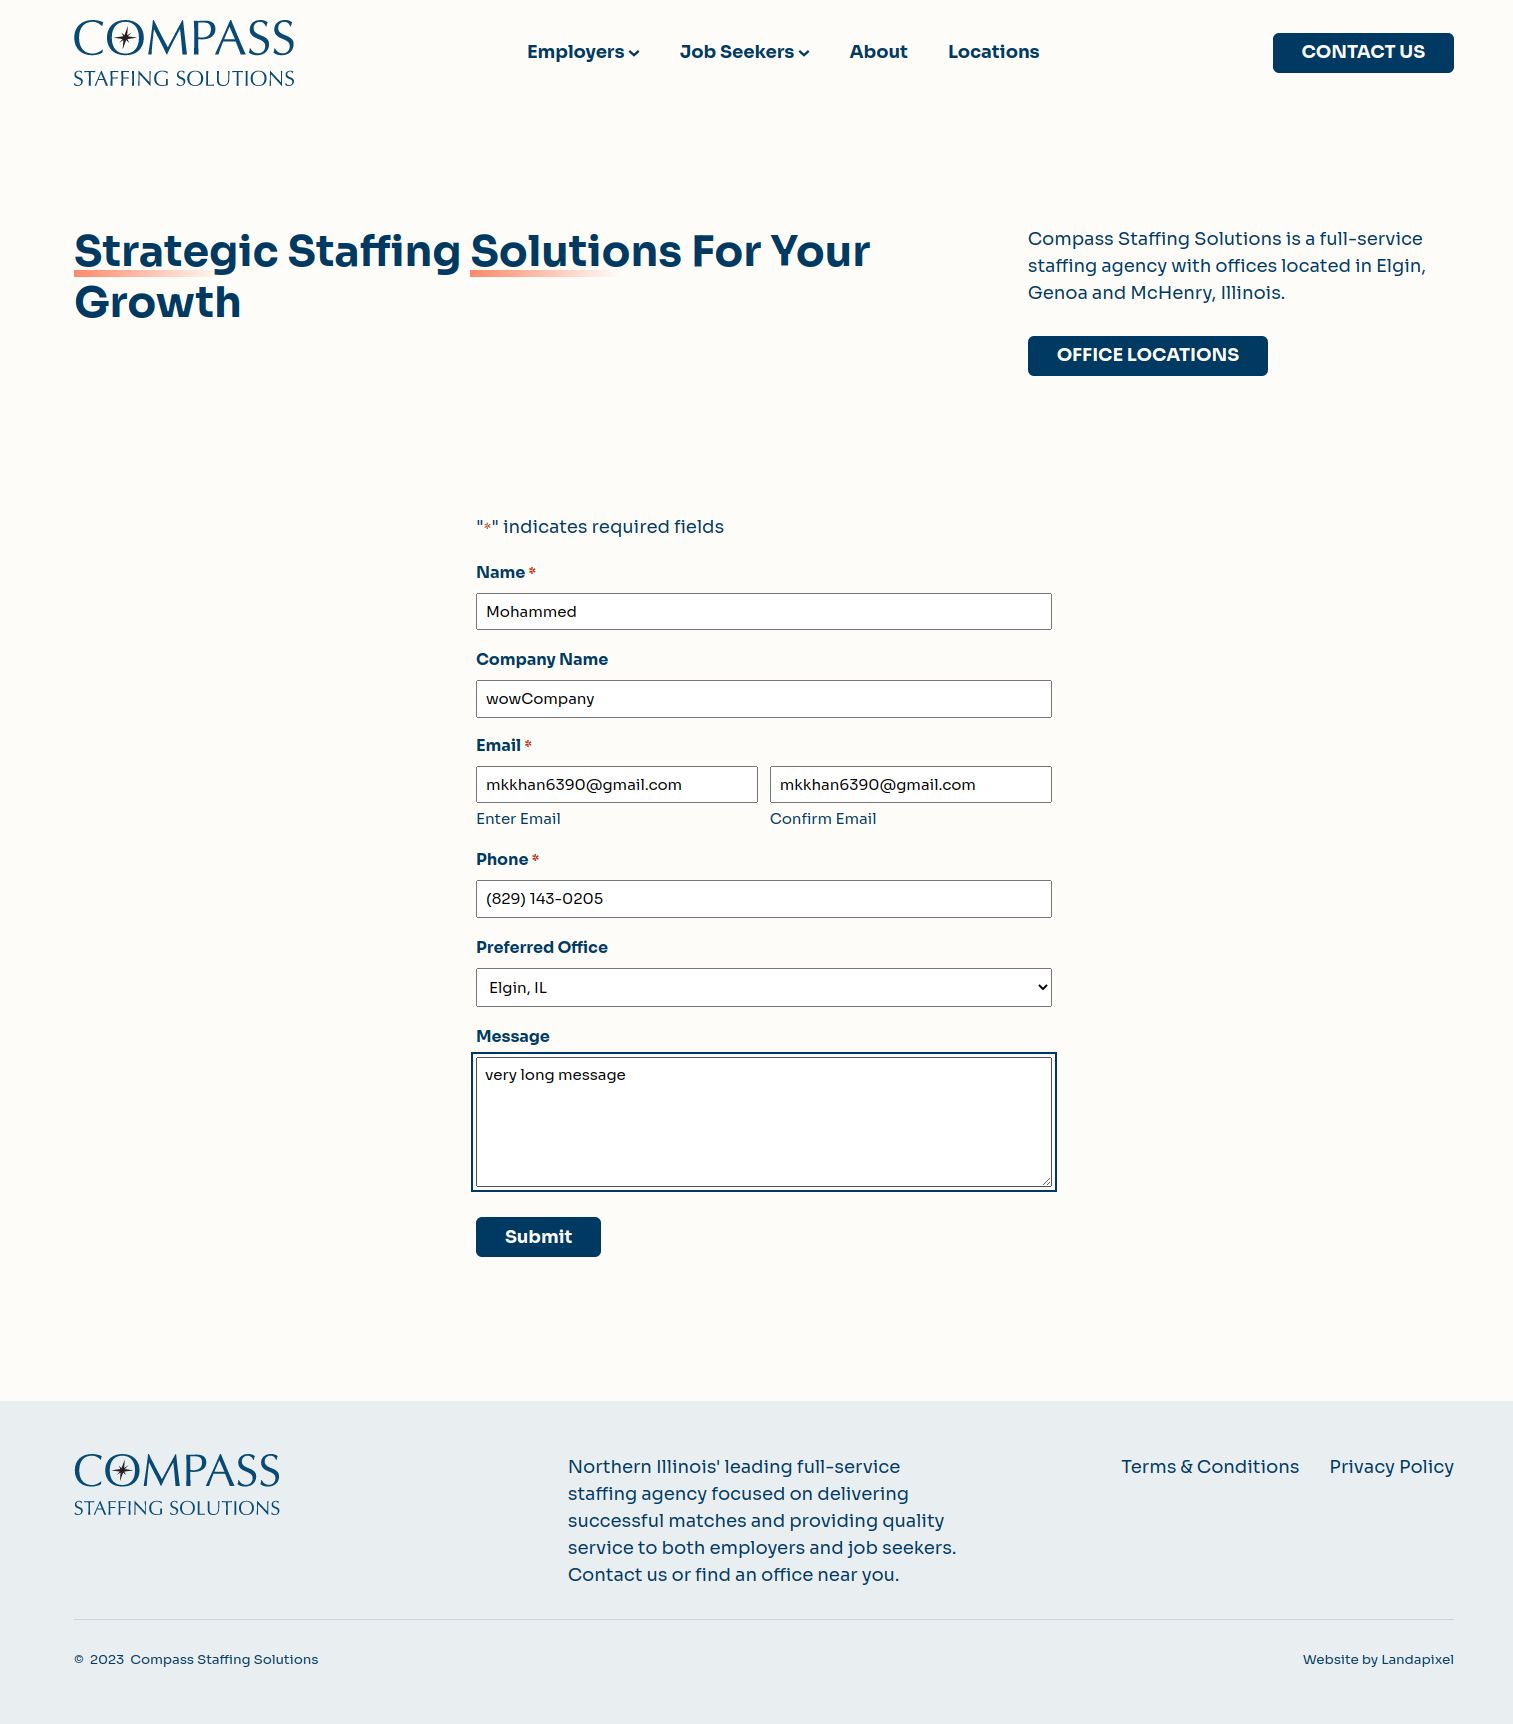 COMPASS
STAFFING SOLUTIONS
Employers
Job Seekers
About
Locations
CONTACT US
Strategic Staffing Solutions For Your
Growth
Compass Staffing Solutions is a full-service
staffing agency with offices located in Elgin,
Genoa and McHenry, Illinois.
OFFICE LOCATIONS
"*" indicates required fields
Name *
Mohammed
Company Name
wowCompany
Email *
mkkhan6390@gmail.com
mkkhan6390@gmail.com
Enter Email
Confirm Email
Phone *
(829) 143-0205
Preferred Office
Elgin, IL
Message
very long message
Submit
COMPASS
STAFFING SOLUTIONS
Northern Illinois' leading full-service
staffing agency focused on delivering
successful matches and providing quality
service to both employers and job seekers.
Contact us or find an office near you.
Terms & Conditions
Privacy Policy
© 2023 Compass Staffing Solutions
Website by Landapixel